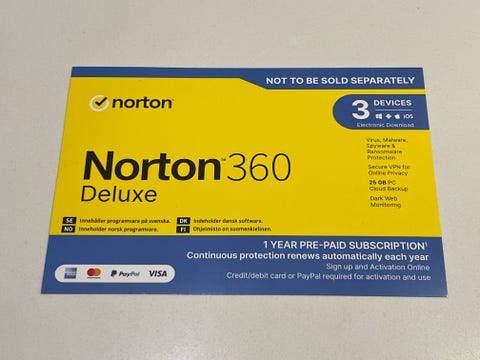 NOT TO BE SOLD SEPARATELY
norton
3 DEVICES
iOS
Electronic Download
Norton™ 360
Deluxe
Virus, Malware,
Spyware &
Ransomware
Protection
Secure VPN for
Online Privacy
25 GB PC
Cloud Backup
Dark Web
Monitoring
SE Innehåller programvara på svenska.
DK Indeholder dansk software.
NO Inneholder norsk programvare.
FI Ohjelmisto on suomenkielinen.
1 YEAR PRE-PAID SUBSCRIPTION¹
Continuous protection renews automatically each year
Sign up and Activation Online
Credit/debit card or PayPal required for activation and use
PayPal VISA